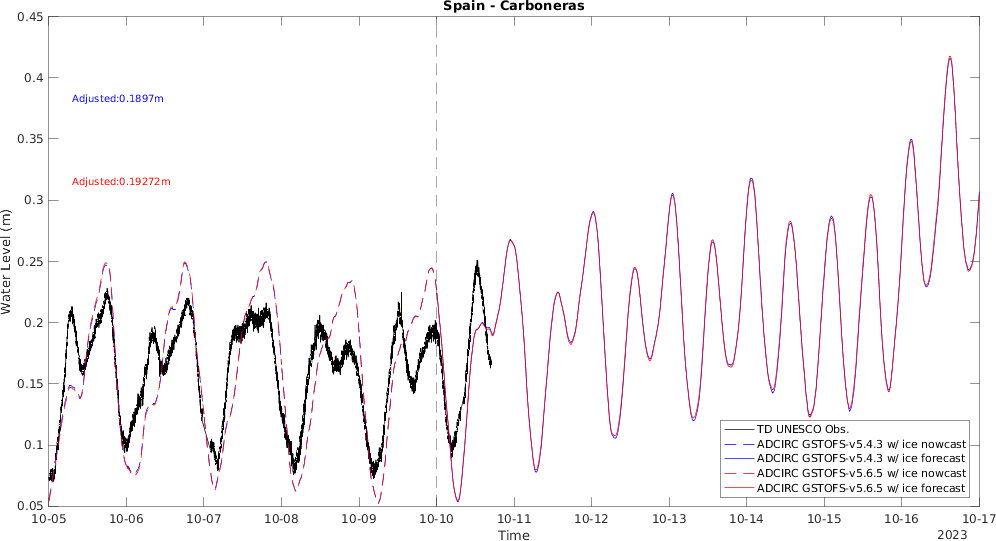 Spain - Carboneras
Water Level (m)
0.45
0.4
0.35
0.3
0.25
0.2
0.15
0.1
0.05
Adjusted:0.1897m
Adjusted:0.19272m
TD UNESCO Obs.
ADCIRC GSTOFS-v5.4.3 w/ ice nowcast
ADCIRC GSTOFS-v5.4.3 w/ ice forecast
ADCIRC GSTOFS-v5.6.5 w/ ice nowcast
ADCIRC GSTOFS-v5.6.5 w/ ice forecast
10-05 10-06 10-07 10-08 10-09 10-10 10-11 10-12 10-13 10-14 10-15 10-16 10-17
Time
2023